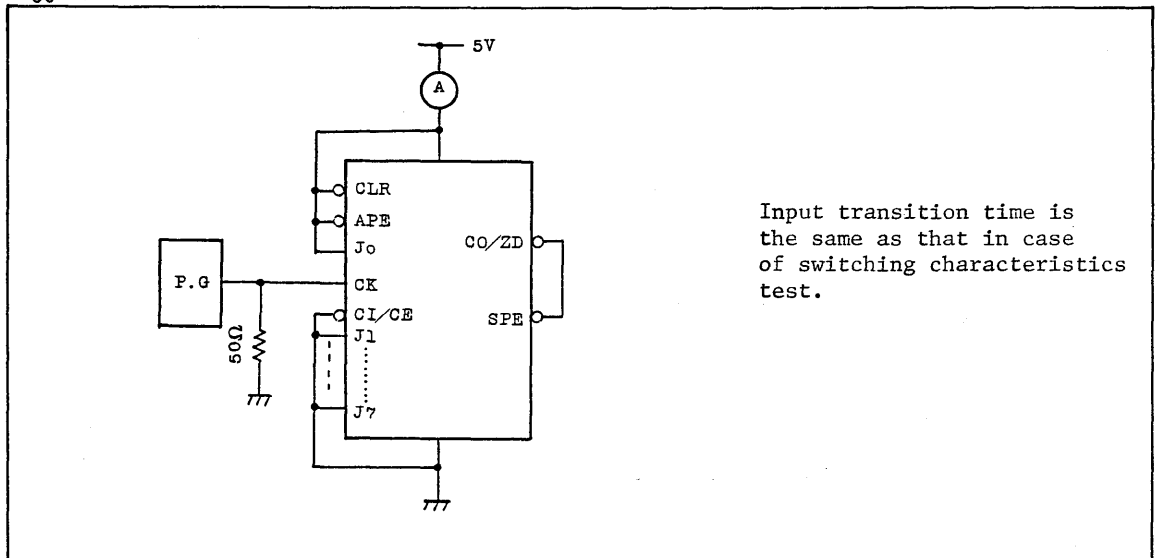 5V
A
CLR
APE
Jo
CO/ZD
P.G
CK
CI/CE
SPE
J1
50Ω
J7
Input transition time is
the same as that in case
of switching characteristics
test.